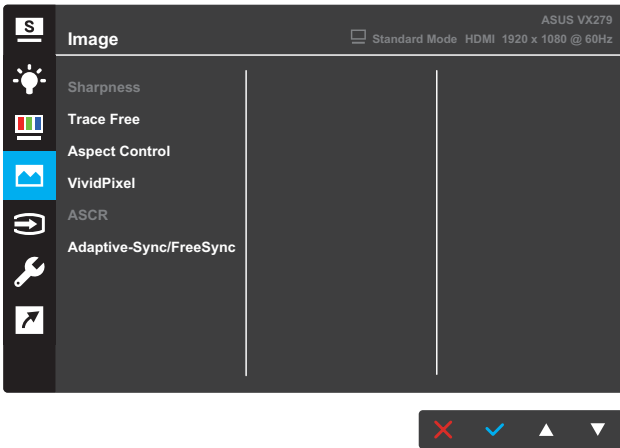 S
ASUS VX279
Image
Standard Mode HDMI 1920 x 1080 @ 60Hz
Sharpness
Trace Free
Aspect Control
VividPixel
ASCR
Adaptive-Sync/FreeSync